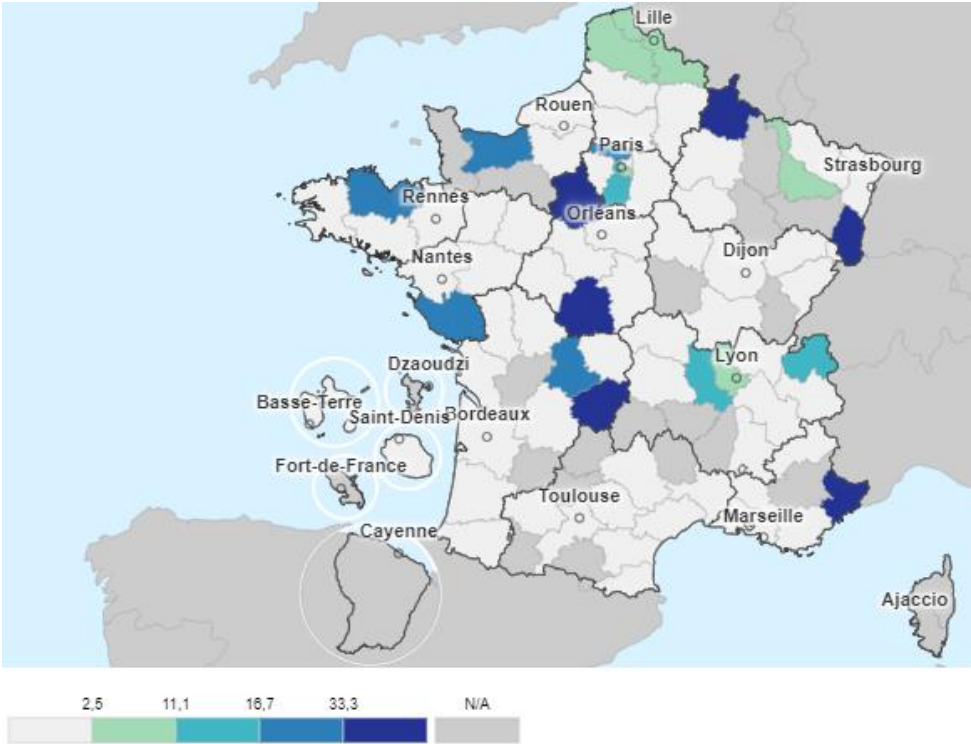 Lille
Rouen
Paris
Strasbourg
Rennes
Orleans
Nantes
Dijon
Dzaoudzi
Lyon
Basse-Terre
Saint-Denis
Bordeaux
Fort-de-France
Toulouse
Marseille
Cayenne
Ajaccio
2,5 11,1 16,7 33,3 N/A